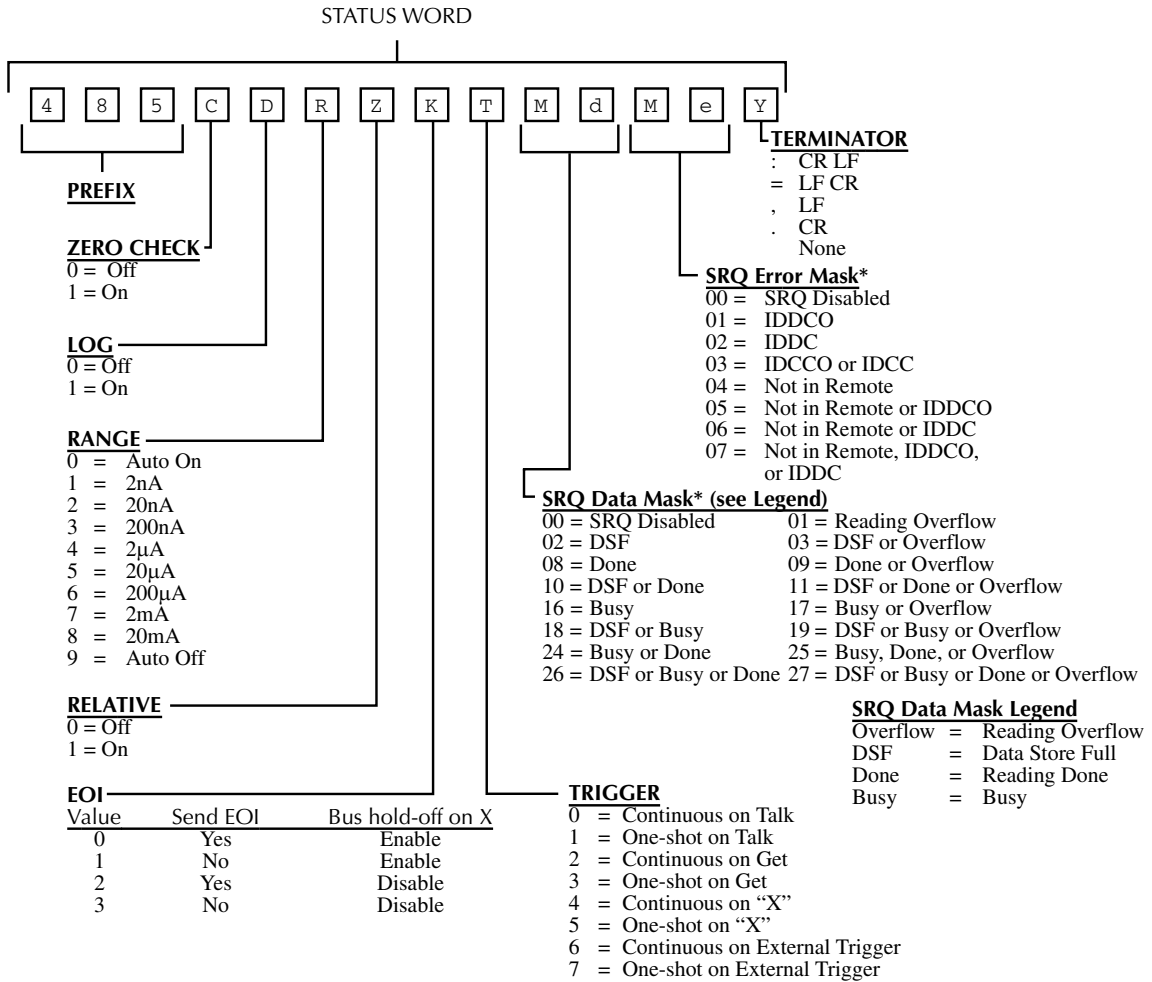 STATUS WORD
4 8 5 C D R Z K T M d M e Y
PREFIX
TERMINATOR
: CR LF
= LF CR
, LF
. CR
None
ZERO CHECK
0 = Off
1 = On
SRQ Error Mask*
00 = SRQ Disabled
01 = IDDCO
02 = IDDC
03 = IDCCO or IDCC
04 = Not in Remote
05 = Not in Remote or IDDCO
06 = Not in Remote or IDDC
07 = Not in Remote, IDDCO,
or IDDC
LOG
0 = Off
1 = On
RANGE
0 = Auto On
1 = 2nA
2 = 20nA
3 = 200nA
4 = 2µA
5 = 20µA
6 = 200µA
7 = 2mA
8 = 20mA
9 = Auto Off
SRQ Data Mask* (see Legend)
00 = SRQ Disabled 01 = Reading Overflow
02 = DSF 03 = DSF or Overflow
08 = Done 09 = Done or Overflow
10 = DSF or Done 11 = DSF or Done or Overflow
16 = Busy 17 = Busy or Overflow
18 = DSF or Busy 19 = DSF or Busy or Overflow
24 = Busy or Done 25 = Busy, Done, or Overflow
26 = DSF or Busy or Done 27 = DSF or Busy or Done or Overflow
RELATIVE
0 = Off
1 = On
SRQ Data Mask Legend
Overflow = Reading Overflow
DSF = Data Store Full
Done = Reading Done
Busy = Busy
EOI
Value Send EOI Bus hold-off on X
0 Yes Enable
1 No Enable
2 Yes Disable
3 No Disable
TRIGGER
0 = Continuous on Talk
1 = One-shot on Talk
2 = Continuous on Get
3 = One-shot on Get
4 = Continuous on “X”
5 = One-shot on “X”
6 = Continuous on External Trigger
7 = One-shot on External Trigger